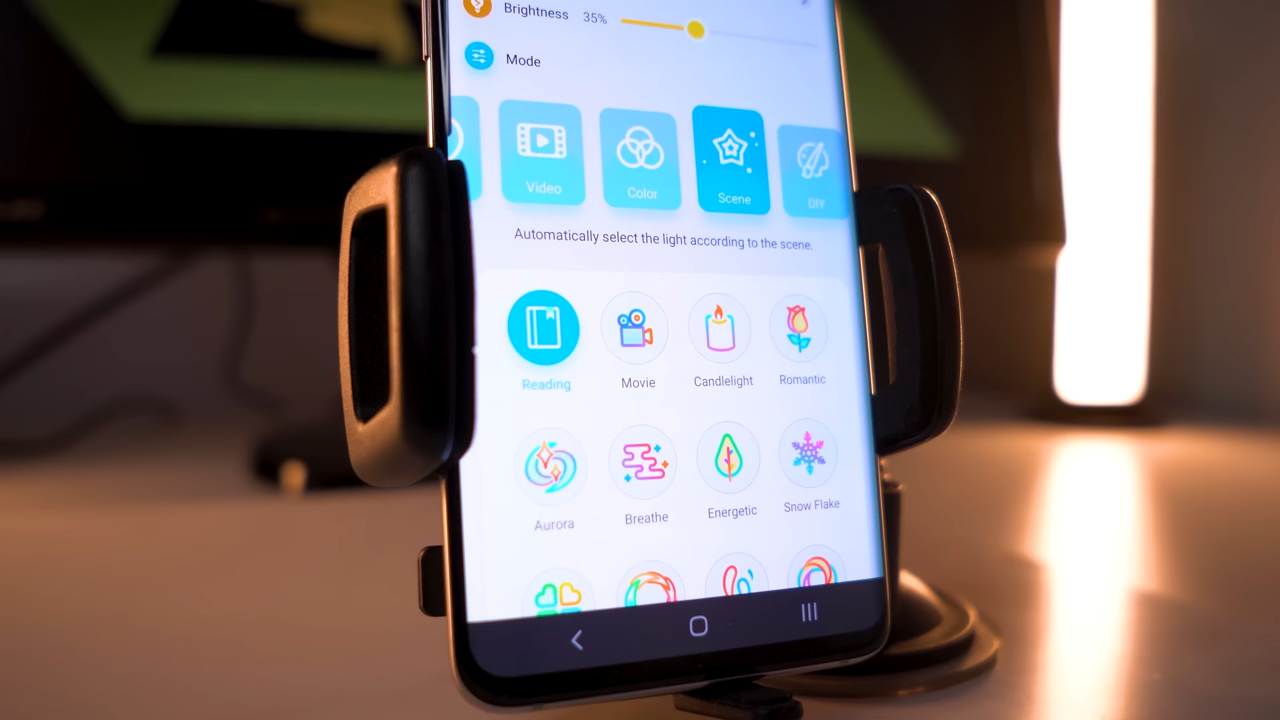 Brightness 35%
Mode
Video Color Scene DIY
Automatically select the light according to the scene.
Reading Movie Candlelight Romantic
Aurora Breathe Energetic Snow Flake